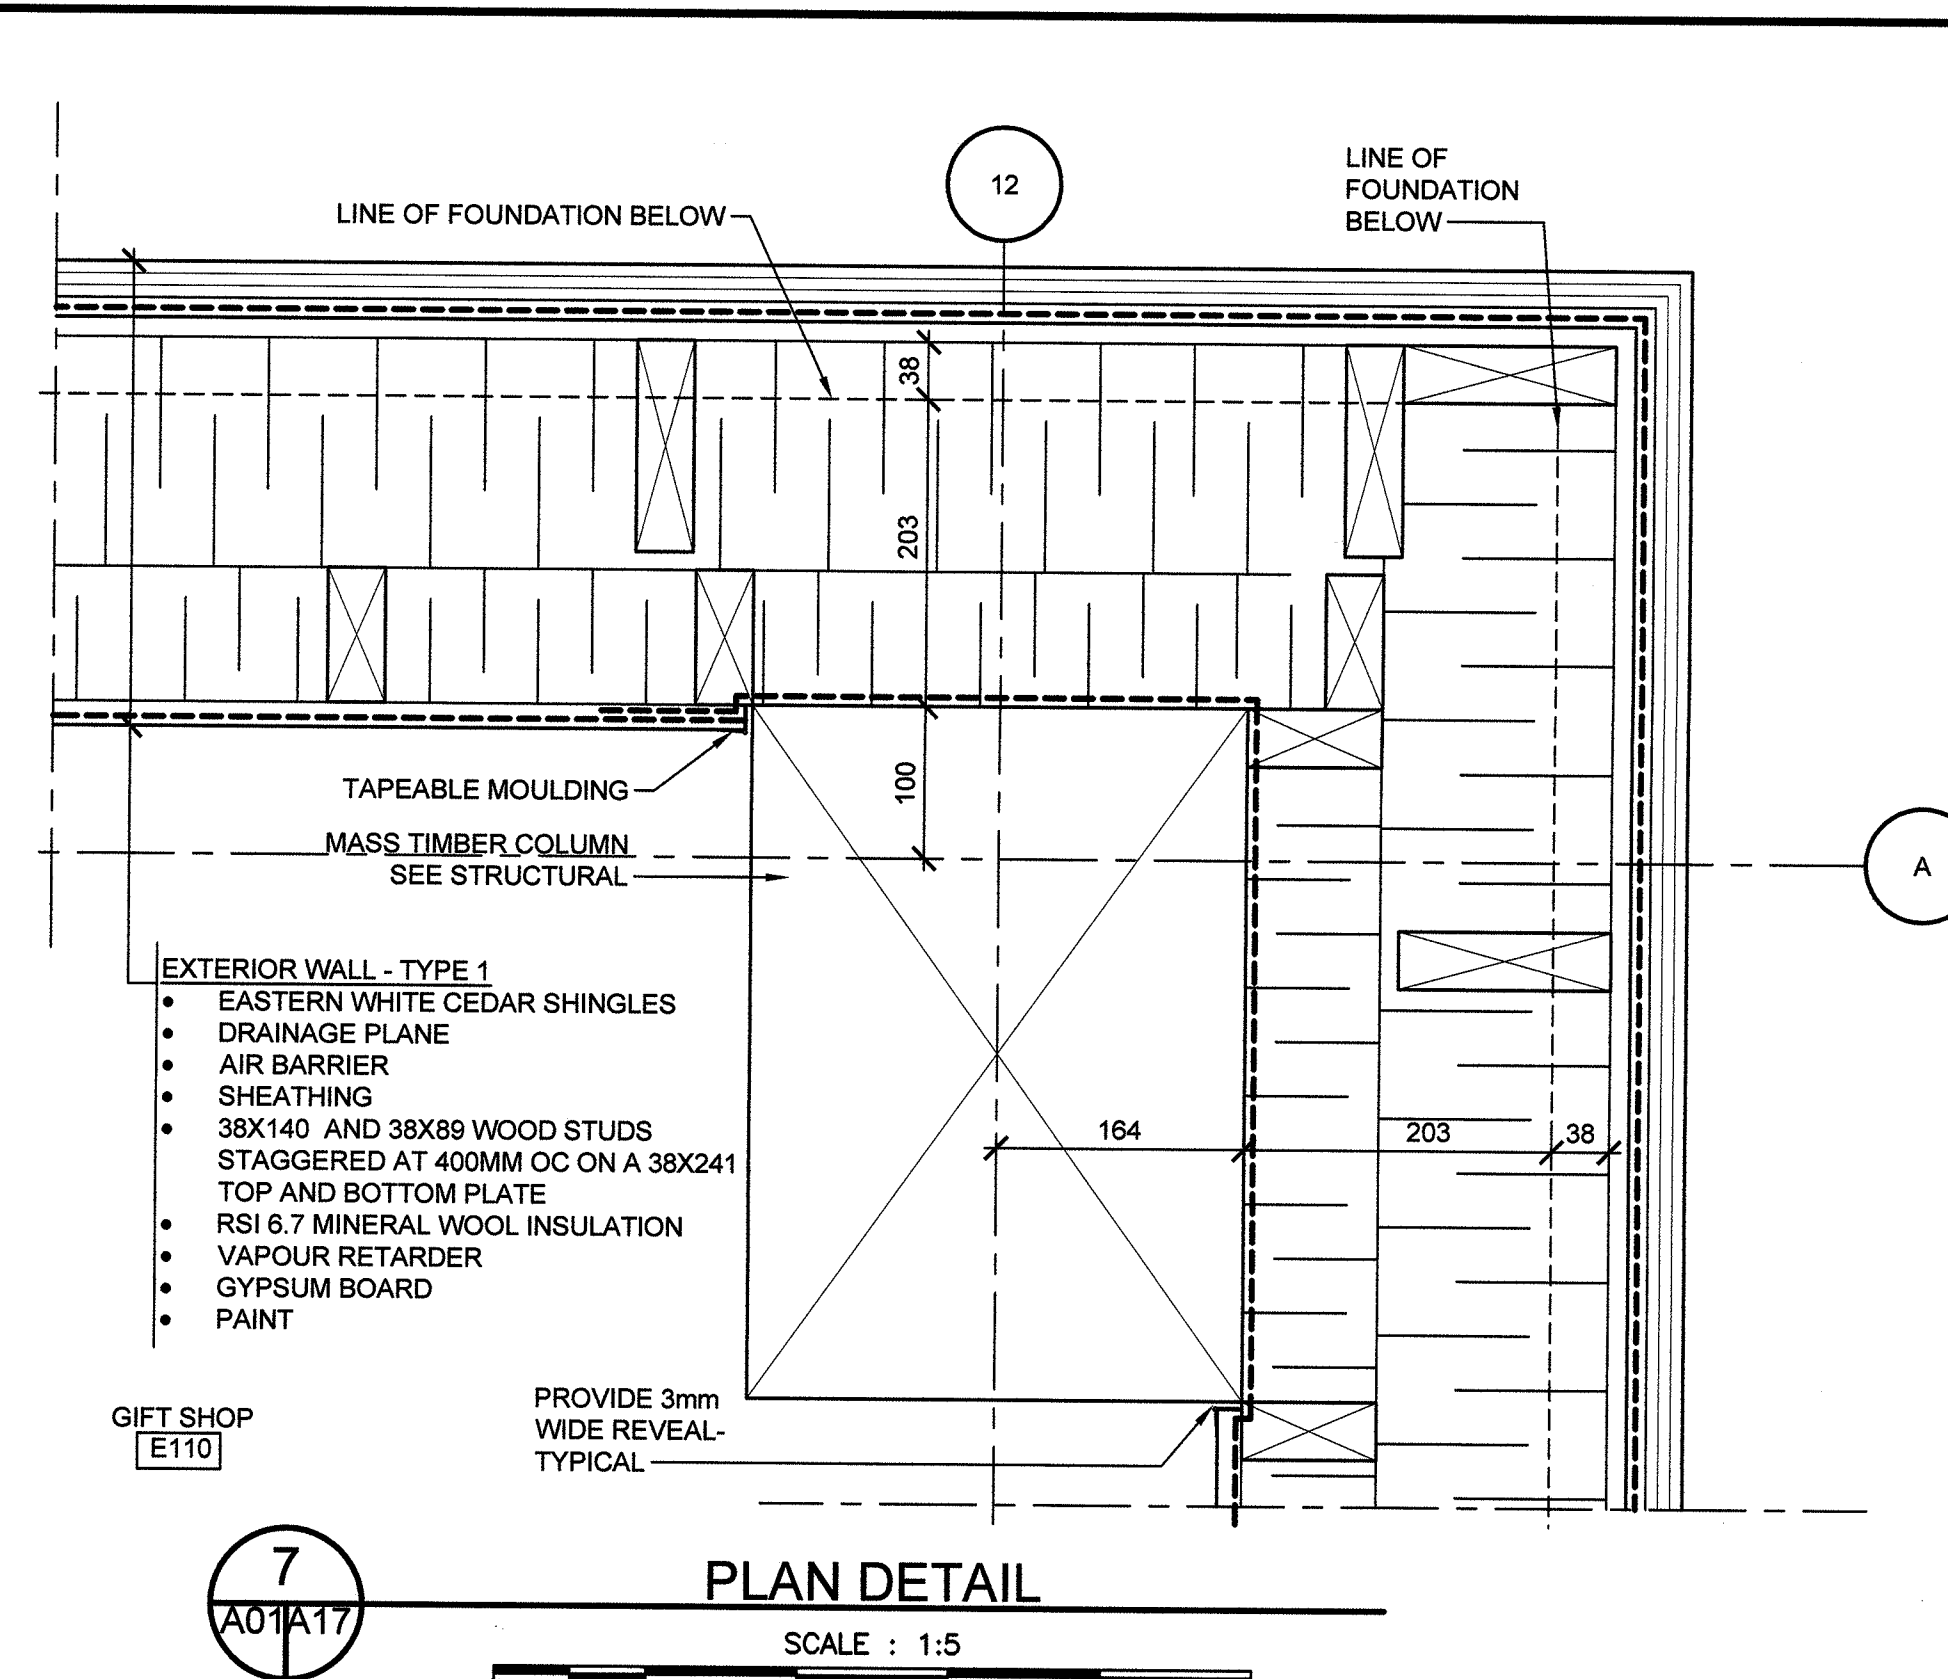 12
LINE OF
FOUNDATION
BELOW
LINE OF FOUNDATION BELOW
38
203
100
TAPEABLE MOULDING
MASS TIMBER COLUMN
SEE STRUCTURAL
A
EXTERIOR WALL - TYPE 1
• EASTERN WHITE CEDAR SHINGLES
• DRAINAGE PLANE
• AIR BARRIER
• SHEATHING
• 38X140 AND 38X89 WOOD STUDS
STAGGERED AT 400MM OC ON A 38X241
TOP AND BOTTOM PLATE
• RSI 6.7 MINERAL WOOL INSULATION
• VAPOUR RETARDER
• GYPSUM BOARD
• PAINT
164
203
38
PROVIDE 3mm
WIDE REVEAL-
TYPICAL
GIFT SHOP
E110
7
A01 A17
PLAN DETAIL
SCALE : 1:5